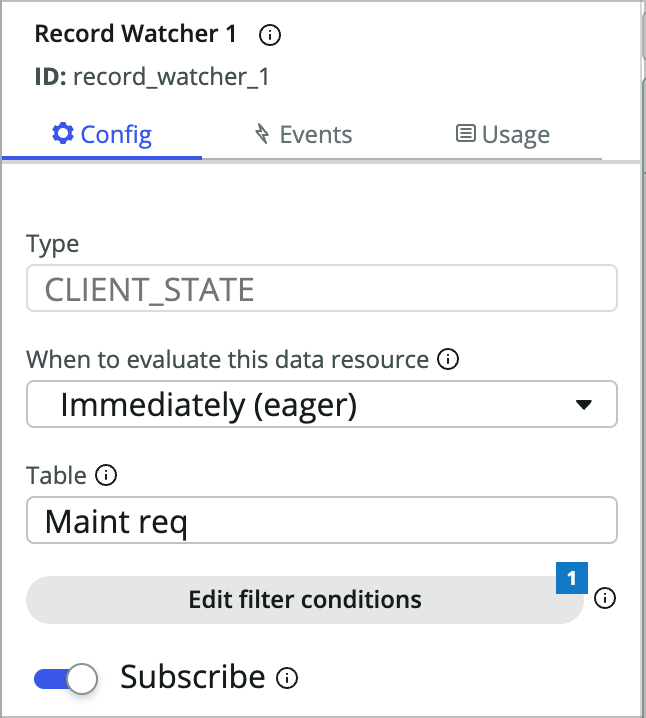 Record Watcher 1
ID: record_watcher_1
Config Events Usage
Type
CLIENT_STATE
When to evaluate this data resource
Immediately (eager)
Table
Maint req
1
Edit filter conditions
Subscribe